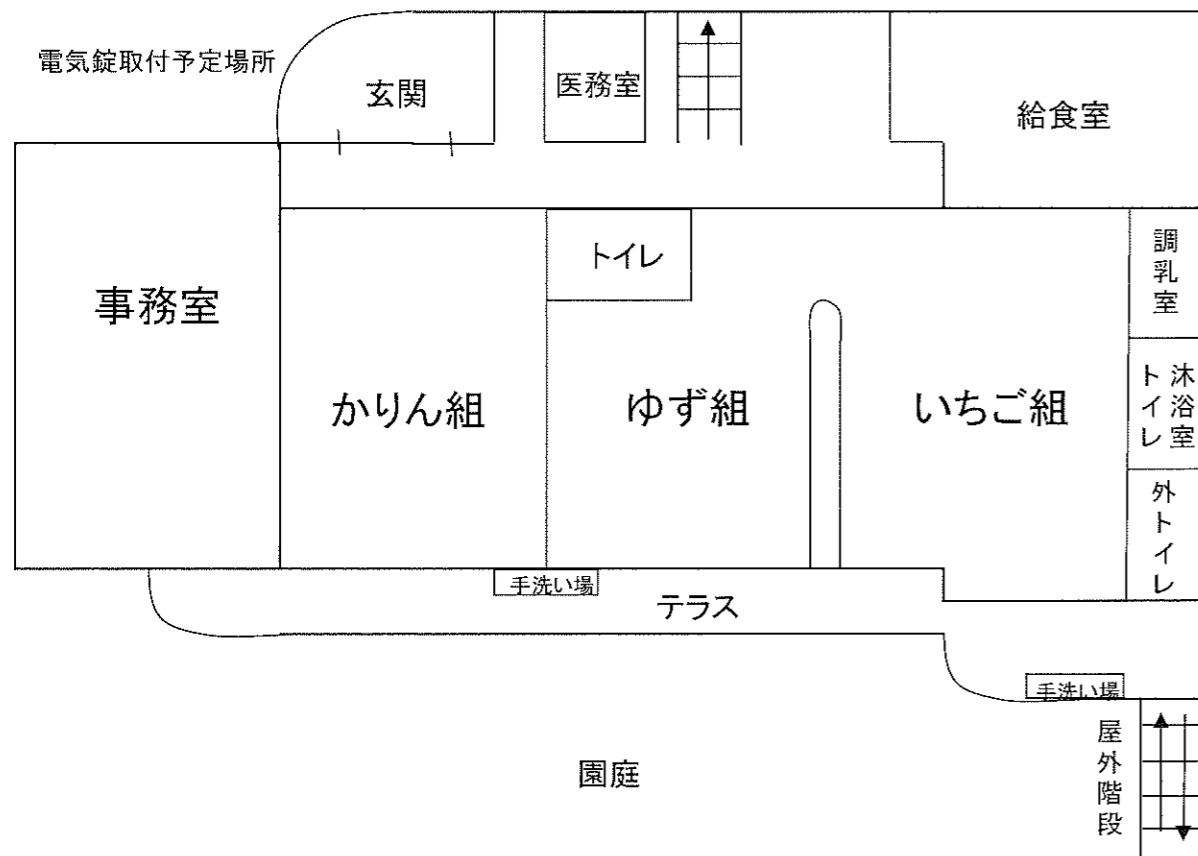 電気錠取付予定場所
玄関
医務室
給食室
事務室
トイレ
調乳室
かりん組
ゆず組
いちご組
沐浴室
トイレ
外トイレ
手洗い場
テラス
手洗い場
園庭
屋外階段